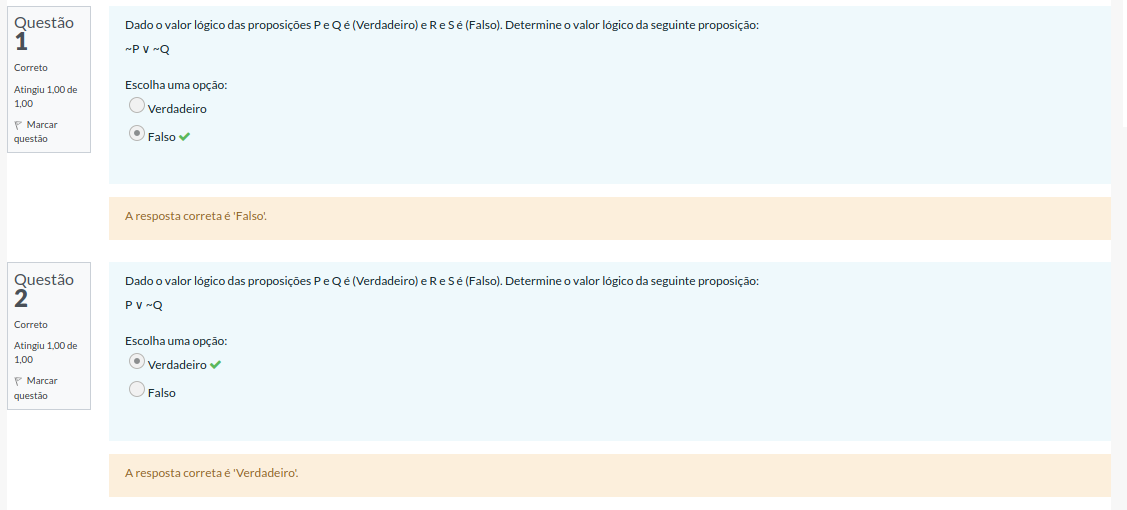 Questão
1
Correto
Atingiu 1,00 de
1,00
Marcar
questão
Dado o valor lógico das proposições P e Q é (Verdadeiro) e R e S é (Falso). Determine o valor lógico da seguinte proposição:
~P ∨ ~Q
Escolha uma opção:
Verdadeiro
Falso
A resposta correta é 'Falso'.
Questão
2
Correto
Atingiu 1,00 de
1,00
Marcar
questão
Dado o valor lógico das proposições P e Q é (Verdadeiro) e R e S é (Falso). Determine o valor lógico da seguinte proposição:
P ∨ ~Q
Escolha uma opção:
Verdadeiro
Falso
A resposta correta é 'Verdadeiro'.